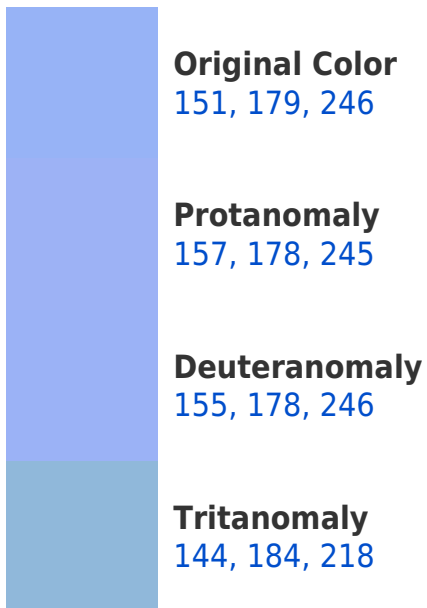 Original Color
151, 179, 246
Protanomaly
157, 178, 245
Deuteranomaly
155, 178, 246
Tritanomaly
144, 184, 218